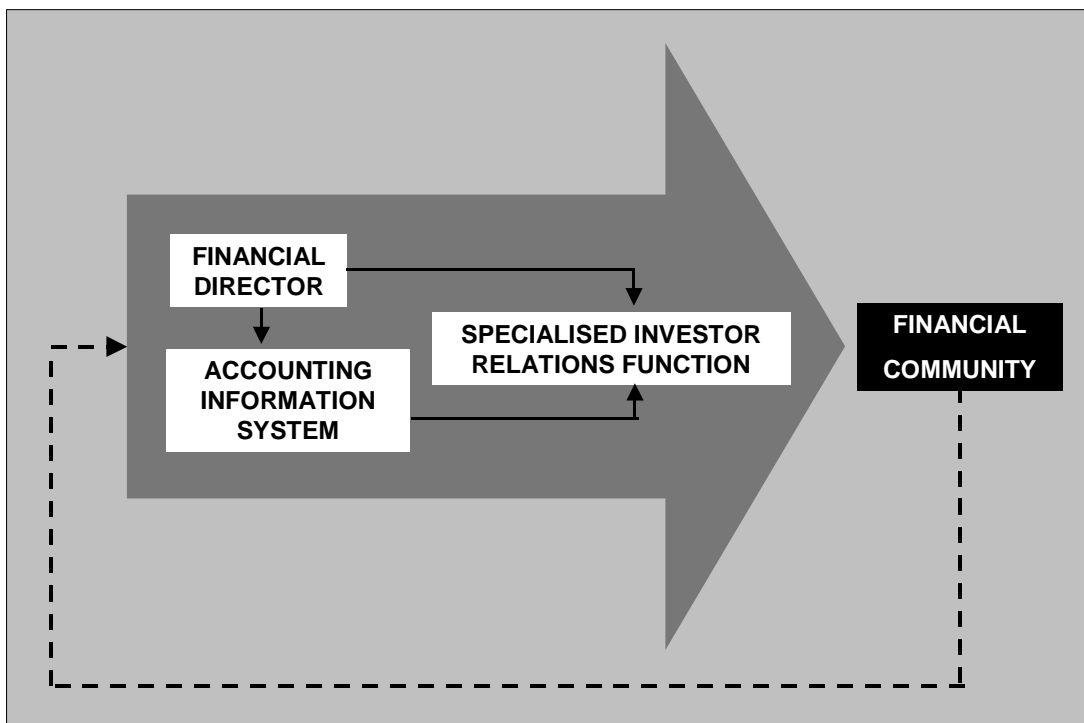 FINANCIAL
DIRECTOR
SPECIALISED INVESTOR
RELATIONS FUNCTION
ACCOUNTING
INFORMATION
SYSTEM
FINANCIAL
COMMUNITY